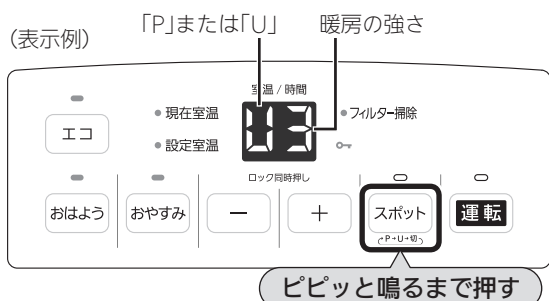 (表示例)
「P」または「U」
暖房の強さ
室温 / 時間
現在室温
U3
フィルター掃除
エコ
設定室温
ロック同時押し
おはよう
おやすみ
−
+
スポット
P→U→切
運転
ピピッと鳴るまで押す